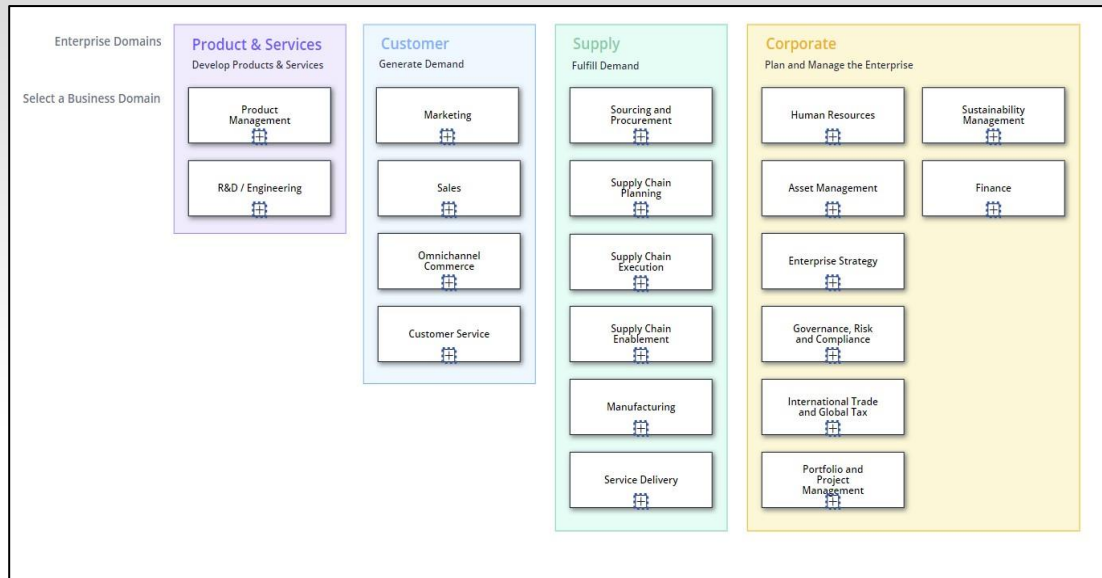 Enterprise Domains
Product & Services
Develop Products & Services
Customer
Generate Demand
Supply
Fulfill Demand
Corporate
Plan and Manage the Enterprise
Select a Business Domain
Product
Management
R&D / Engineering
Marketing
Sales
Omnichannel
Commerce
Customer Service
Sourcing and
Procurement
Supply Chain
Planning
Supply Chain
Execution
Supply Chain
Enablement
Manufacturing
Service Delivery
Human Resources
Asset Management
Enterprise Strategy
Governance, Risk
and Compliance
International Trade
and Global Tax
Portfolio and
Project
Management
Sustainability
Management
Finance